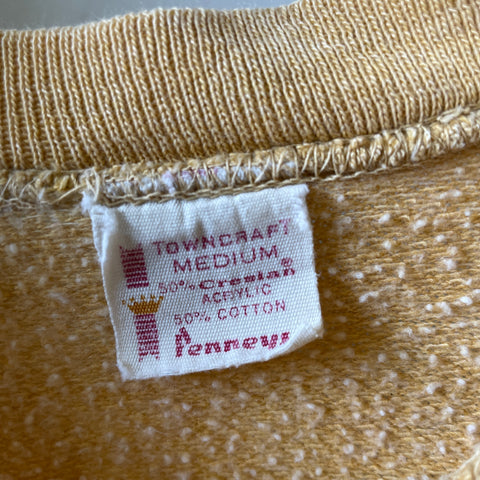 TOWNCRAFT
MEDIUM
50% Creslan®
ACRYLIC
50% COTTON
Penneys